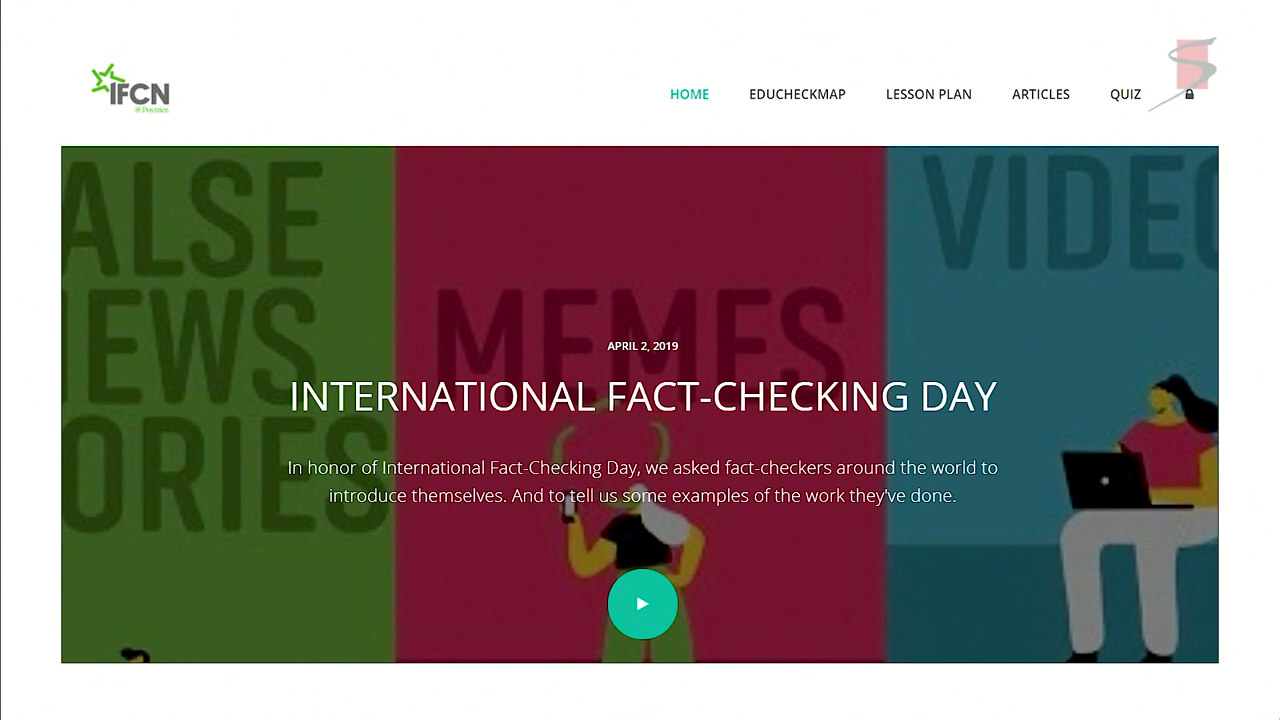 IFCN
@Poynter.
HOME EDUCHECKMAP LESSON PLAN ARTICLES QUIZ
S
ALSE
EWS
ORIES
MEMES
VIDEO
APRIL 2, 2019
INTERNATIONAL FACT-CHECKING DAY
In honor of International Fact-Checking Day, we asked fact-checkers around the world to
introduce themselves. And to tell us some examples of the work they've done.